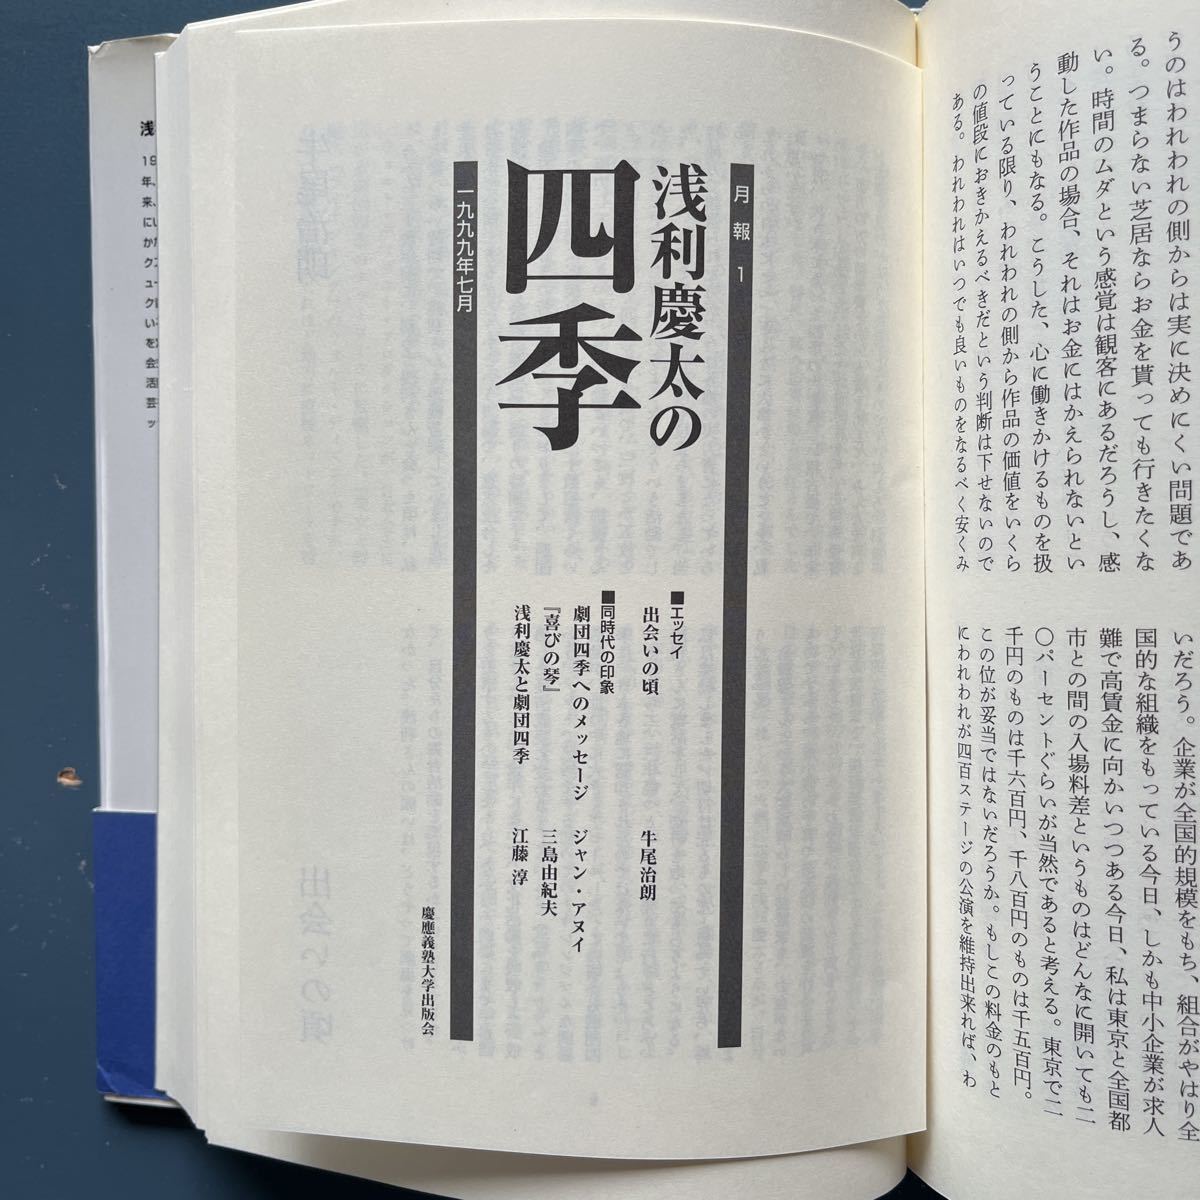 うのはわれわれの側からは実に決めにくい問題であ
る。つまらない芝居ならお金を貰っても行きたくな
い。時間のムダという感覚は観客にあるだろうし、感
動した作品の場合、それはお金にはかえられないとい
うことにもなる。こうした、心に働きかけるものを扱
っている限り、われわれの側から作品の価値をいくら
の値段におきかえるべきだという判断は下せないので
ある。われわれはいつでも良いものをなるべく安くみ
いだろう。企業が全国的規模をもち、組合がやはり全
国的な組織をもっている今日、しかも中小企業が求人
難で高賃金に向かいつつある今日、私は東京と全国都
市との間の入場料差というものはどんなに開いても二
〇パーセントぐらいが当然であると考える。東京で二
千円のものは千六百円、千八百円のものは千五百円。
この位が妥当ではないだろうか。もしこの料金のもと
にわれわれが四百ステージの公演を維持出来れば、わ
月報1
浅利慶太の
四季
一九九九年七月
■エッセイ
出会いの頃 牛尾治朗
■同時代の印象
劇団四季へのメッセージ ジャン・アヌイ
『喜びの琴』 三島由紀夫
浅利慶太と劇団四季 江藤淳
慶應義塾大学出版会